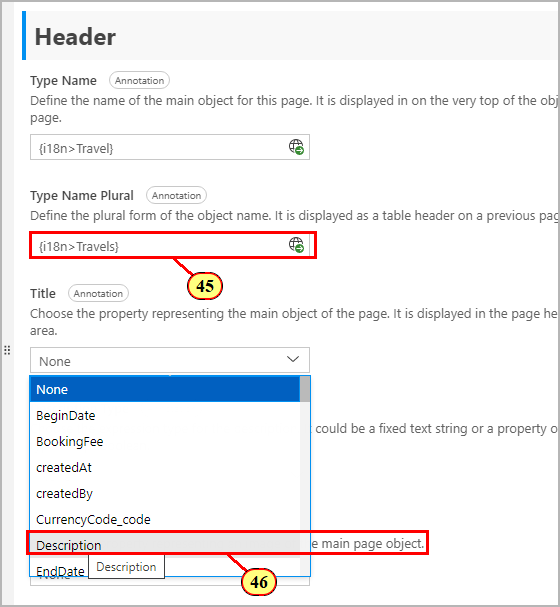 Header
Type Name Annotation
Define the name of the main object for this page. It is displayed in on the very top of the obj
page.
{i18n>Travel}
Type Name Plural Annotation
Define the plural form of the object name. It is displayed as a table header on a previous pag
{i18n>Travels}
45
Title Annotation
Choose the property representing the main object of the page. It is displayed in the page he
area.
None
None
BeginDate
BookingFee
could be a fixed text string or a property o
createdAt
createdBy
CurrencyCode_code
Description
e main page object.
EndDate
Description
46